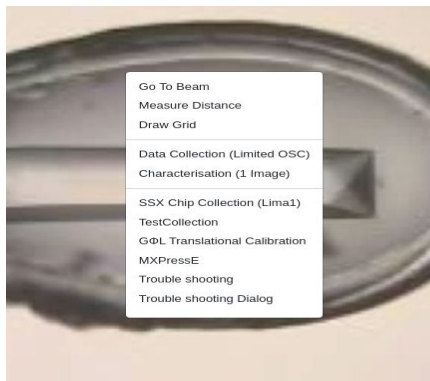 Go To Beam
Measure Distance
Draw Grid
Data Collection (Limited OSC)
Characterisation (1 Image)
SSX Chip Collection (Lima1)
TestCollection
GΦL Translational Calibration
MXPressE
Trouble shooting
Trouble shooting Dialog